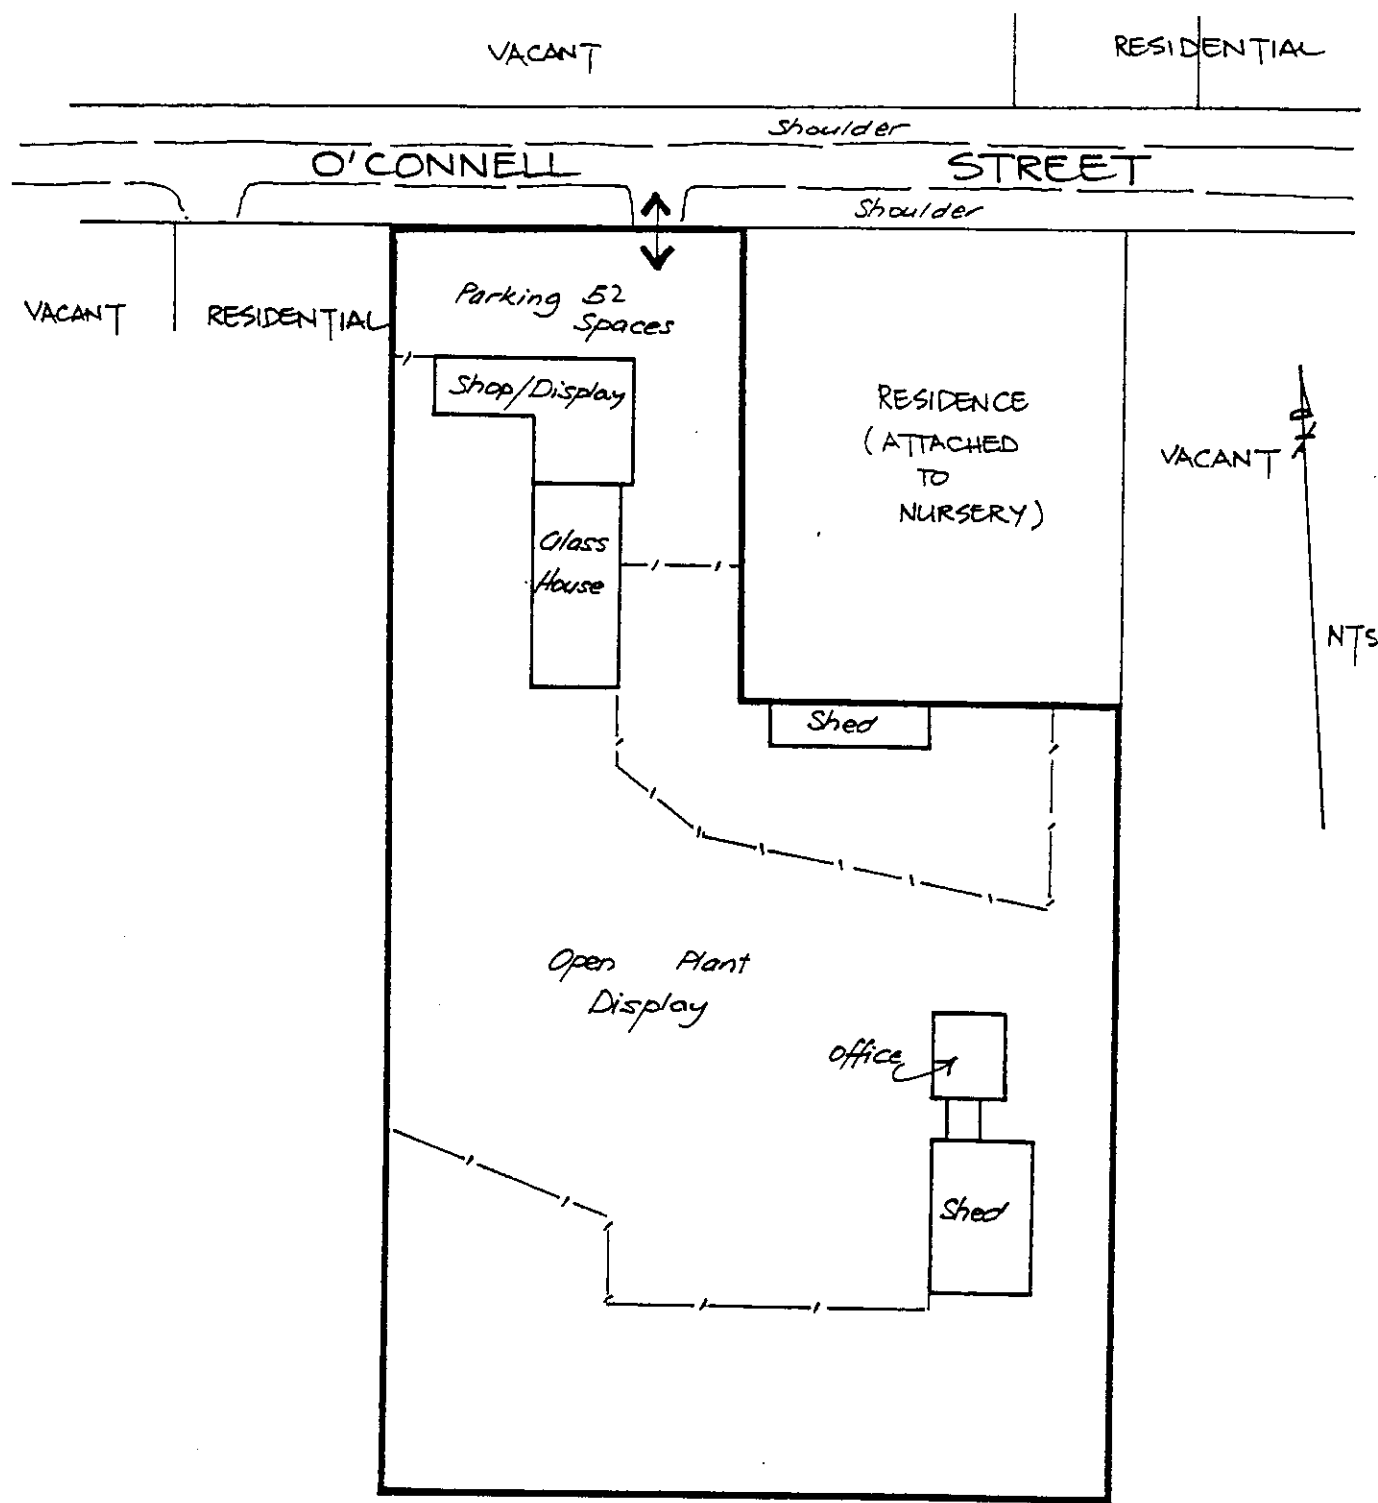 VACANT
RESIDENTIAL
Shoulder
O'CONNELL STREET
Shoulder
Parking 52
Spaces
VACANT
RESIDENTIAL
Shop/Display
RESIDENCE
(ATTACHED
TO
NURSERY)
VACANT
Glass
House
NTS
Shed
Open Plant
Display
Office
Shed